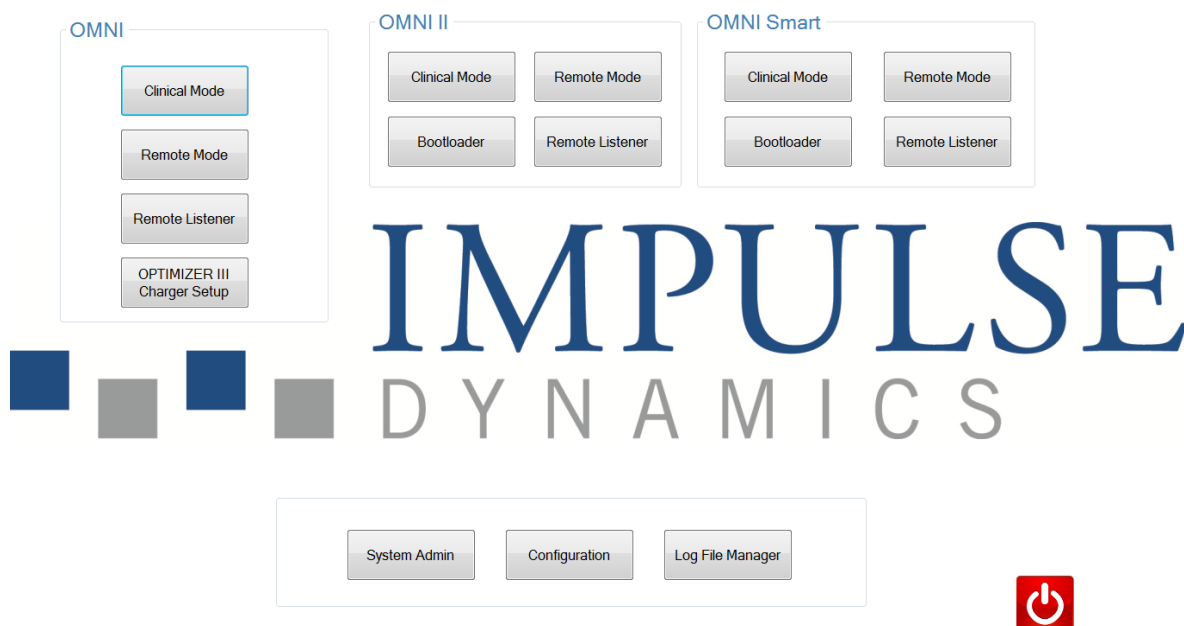 OMNI
Clinical Mode
Remote Mode
Remote Listener
OPTIMIZER III
Charger Setup
OMNI II
Clinical Mode
Remote Mode
Bootloader
Remote Listener
OMNI Smart
Clinical Mode
Remote Mode
Bootloader
Remote Listener
IMPULSE
DYNAMICS
System Admin
Configuration
Log File Manager